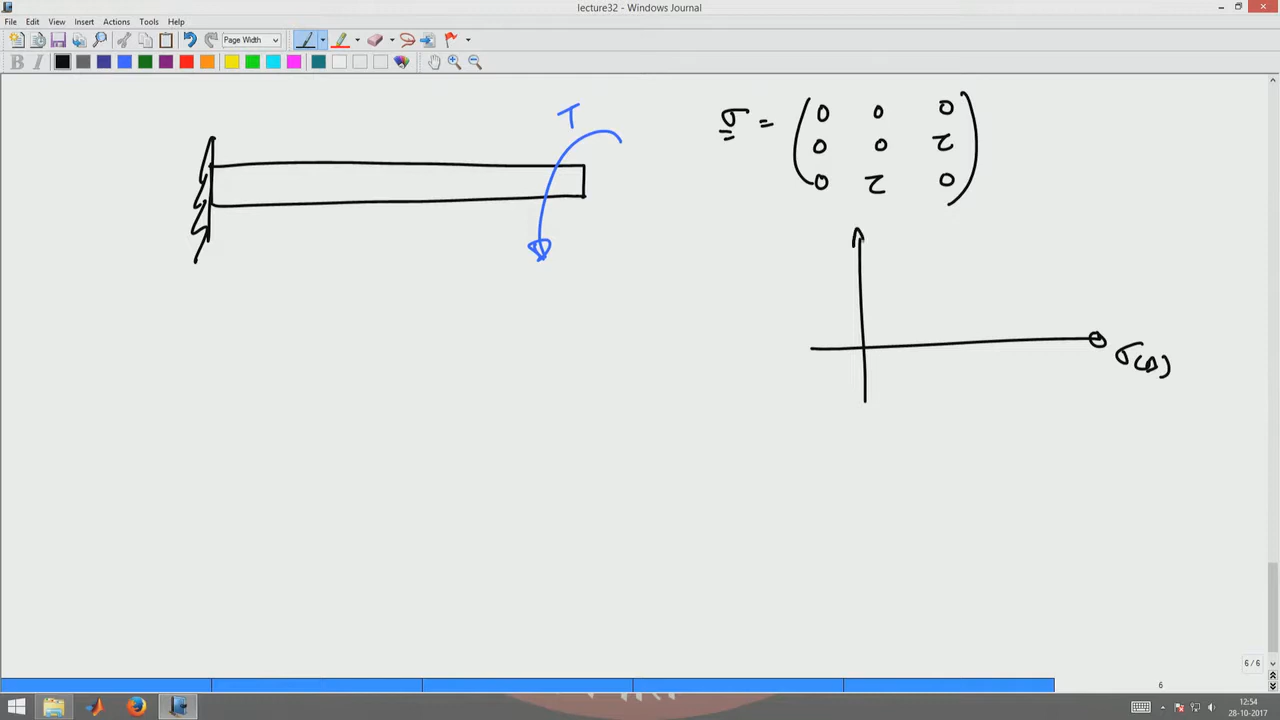 lecture32 - Windows Journal
File Edit View Insert Actions Tools Help
Page Width
B I
T
σ = (0 0 0
0 0 τ
0 τ 0)
6 / 6
6
12:54
28-10-2017